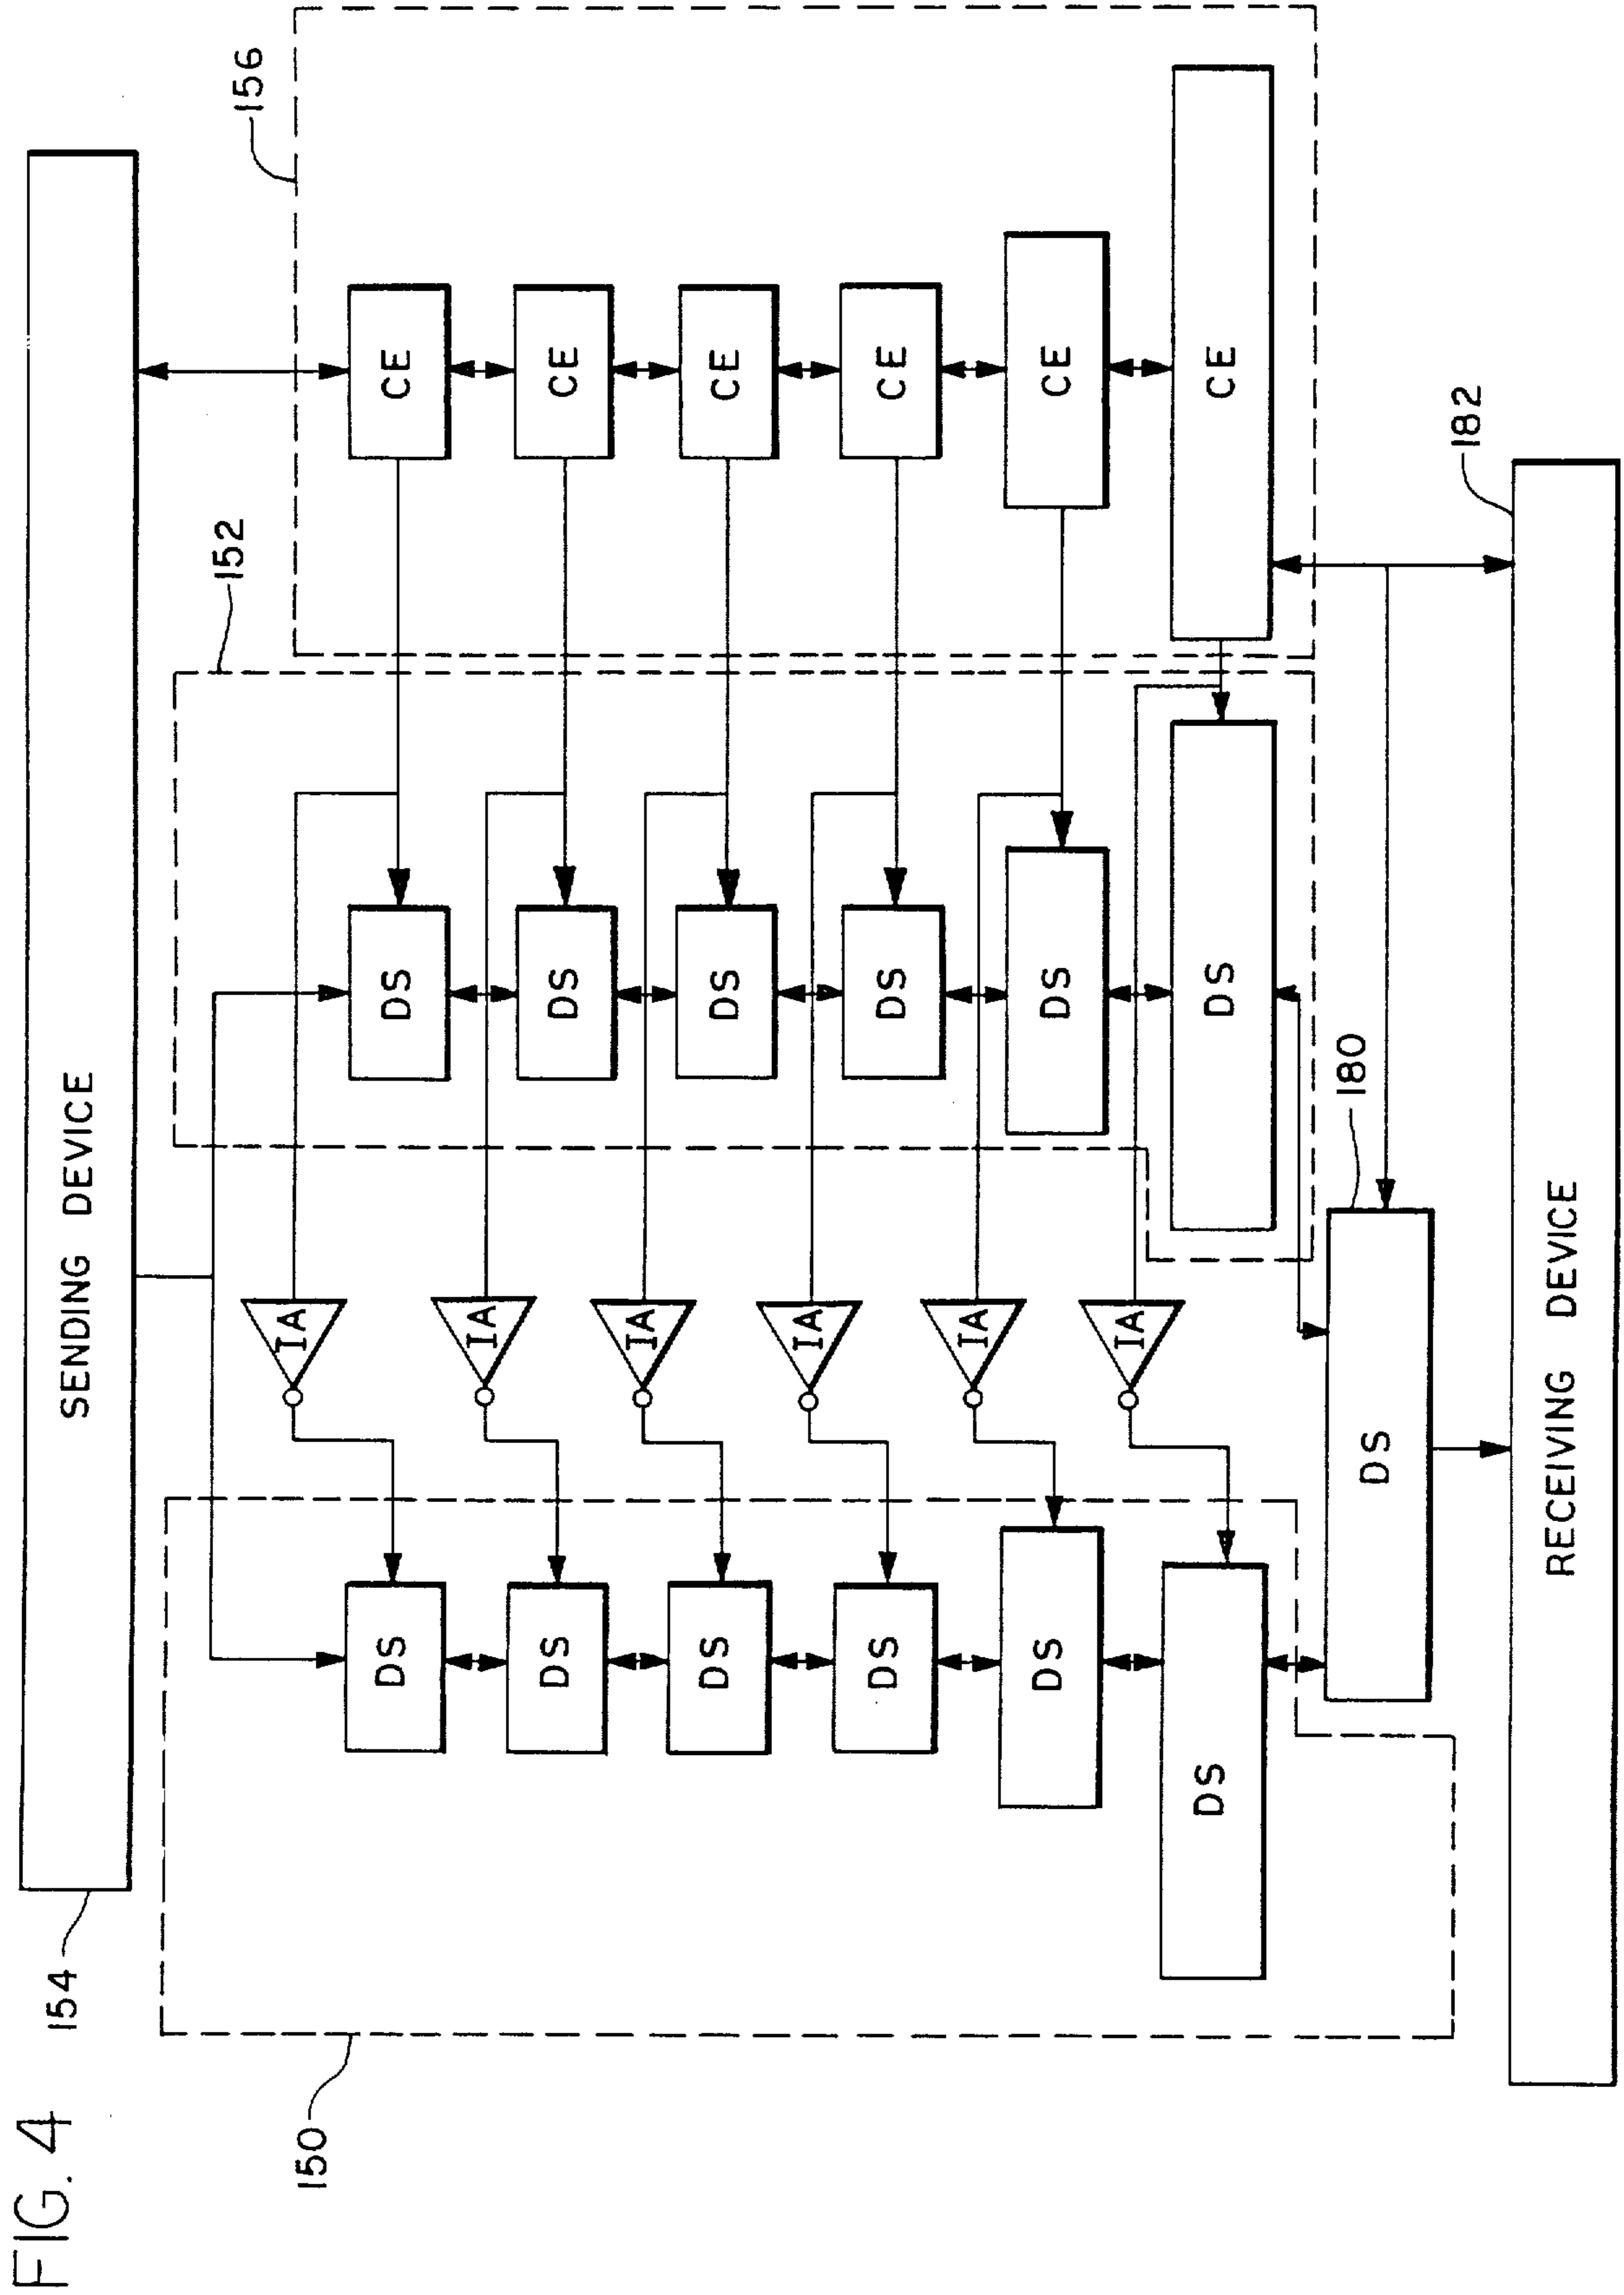 FIG. 4
154
SENDING DEVICE
150
152
156
DS
IA
DS
CE
DS
IA
DS
CE
DS
IA
DS
CE
DS
IA
DS
CE
DS
IA
DS
CE
DS
IA
DS
CE
DS
180
182
RECEIVING DEVICE